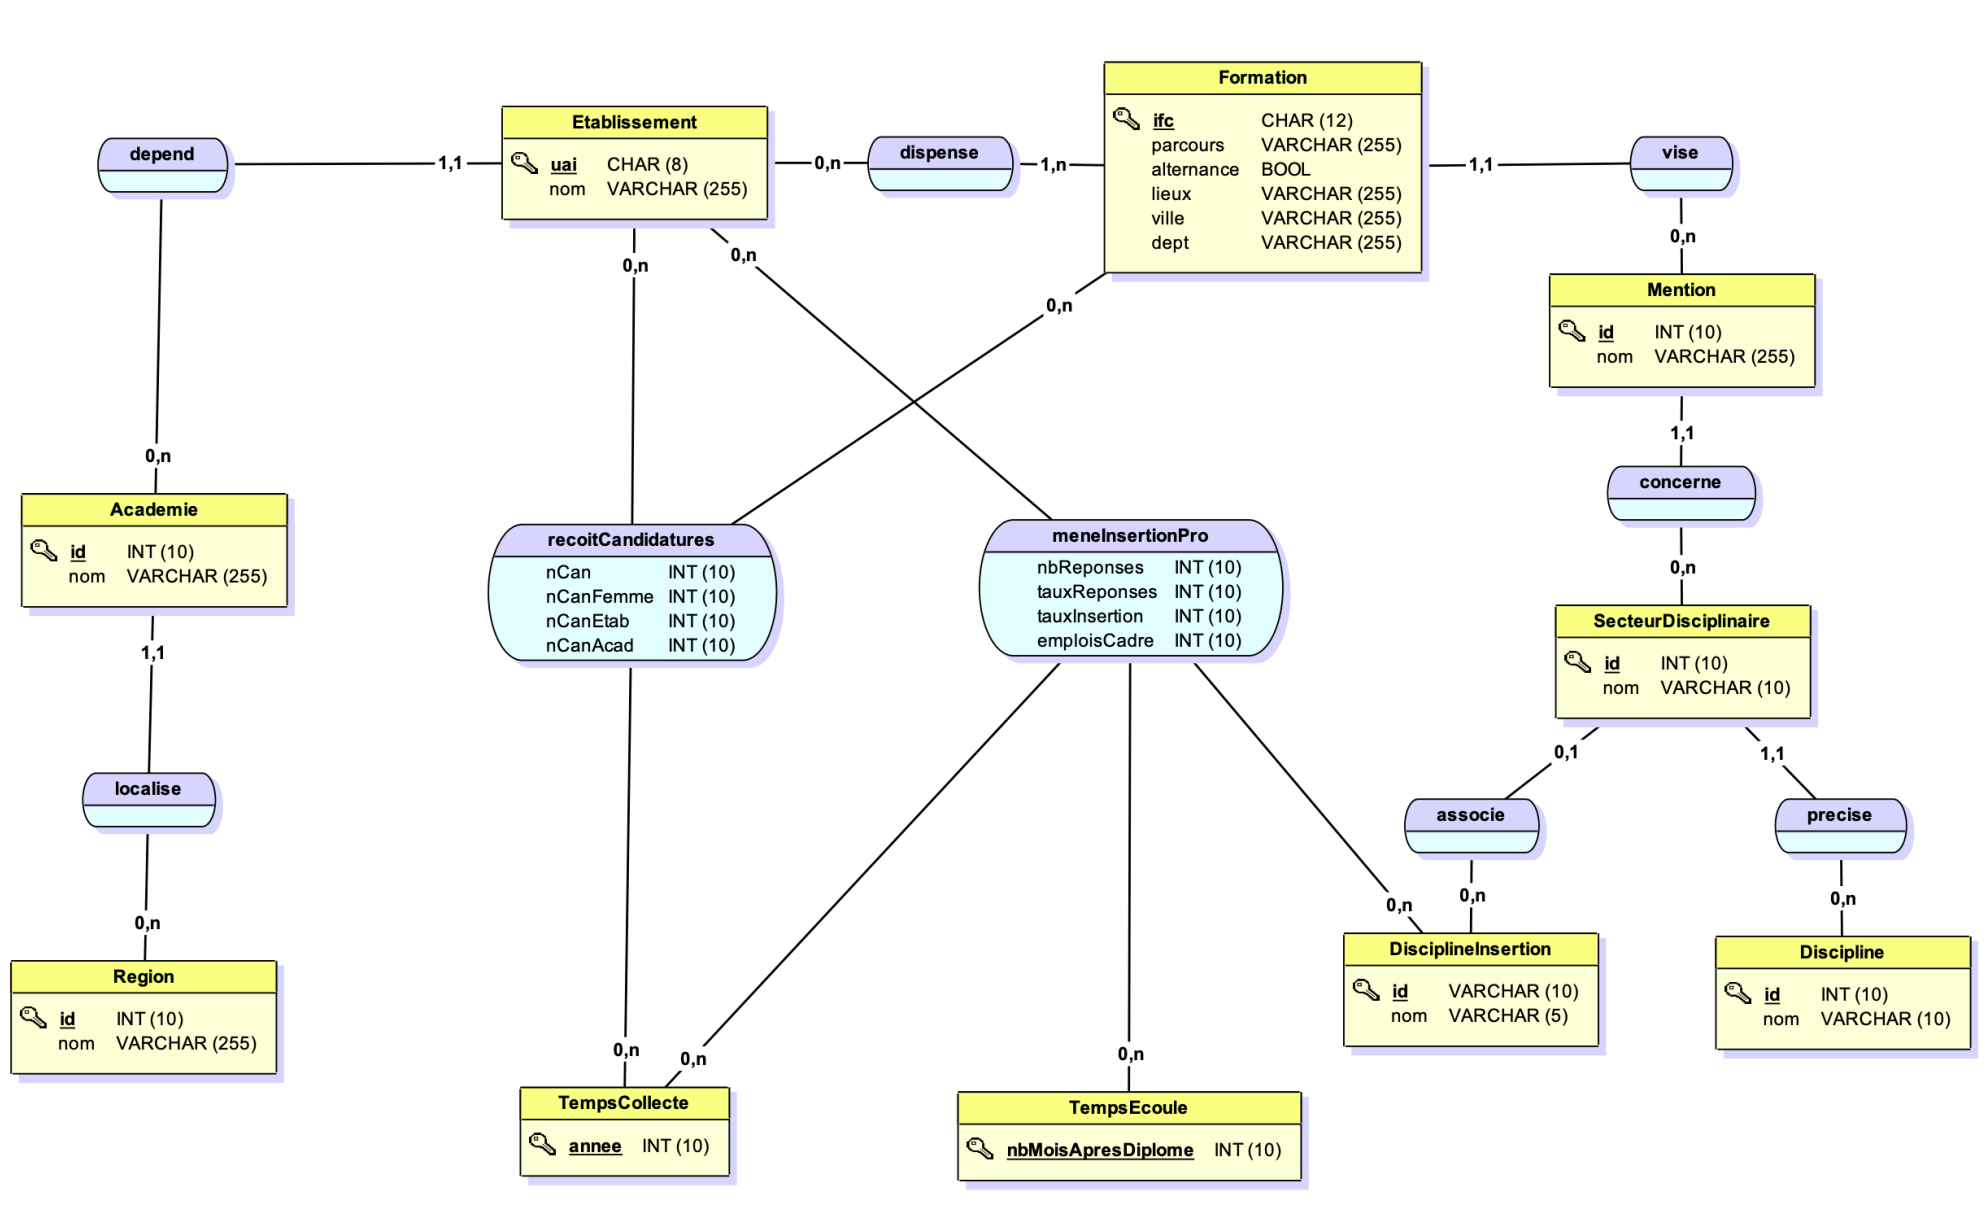 Formation
ifc CHAR (12)
parcours VARCHAR (255)
alternance BOOL
lieux VARCHAR (255)
ville VARCHAR (255)
dept VARCHAR (255)
Etablissement
uai CHAR (8)
nom VARCHAR (255)
depend
1,1
0,n
dispense
1,n
1,1
vise
0,n
0,n
0,n
0,n
0,n
Mention
id INT (10)
nom VARCHAR (255)
1,1
concerne
0,n
Academie
id INT (10)
nom VARCHAR (255)
1,1
localise
0,n
Region
id INT (10)
nom VARCHAR (255)
recoitCandidatures
nCan INT (10)
nCanFemme INT (10)
nCanEtab INT (10)
nCanAcad INT (10)
meneInsertionPro
nbReponses INT (10)
tauxReponses INT (10)
tauxInsertion INT (10)
emploisCadre INT (10)
SecteurDisciplinaire
id INT (10)
nom VARCHAR (10)
0,1
1,1
associe
precise
0,n
0,n
0,n
DisciplineInsertion
id VARCHAR (10)
nom VARCHAR (5)
Discipline
id INT (10)
nom VARCHAR (10)
0,n
0,n
0,n
TempsCollecte
annee INT (10)
TempsEcoule
nbMoisApresDiplome INT (10)